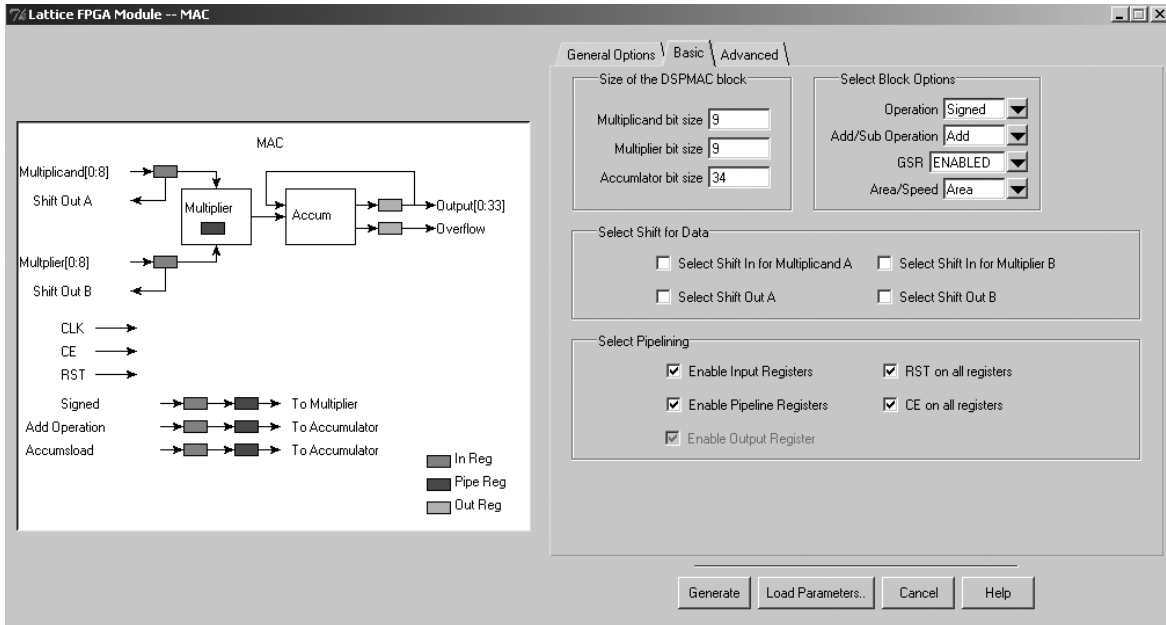 Lattice FPGA Module -- MAC
General Options Basic Advanced
Size of the DSPMAC block
Multiplicand bit size 9
Multiplier bit size 9
Accumlator bit size 34
Select Block Options
Operation Signed
Add/Sub Operation Add
GSR ENABLED
Area/Speed Area
MAC
Multiplicand[0:8]
Shift Out A
Multiplier
Accum
Output[0:33]
Overflow
Multplier[0:8]
Shift Out B
CLK
CE
RST
Signed To Multiplier
Add Operation To Accumulator
Accumsload To Accumulator
In Reg
Pipe Reg
Out Reg
Select Shift for Data
Select Shift In for Multiplicand A Select Shift In for Multiplier B
Select Shift Out A Select Shift Out B
Select Pipelining
Enable Input Registers RST on all registers
Enable Pipeline Registers CE on all registers
Enable Output Register
Generate Load Parameters.. Cancel Help